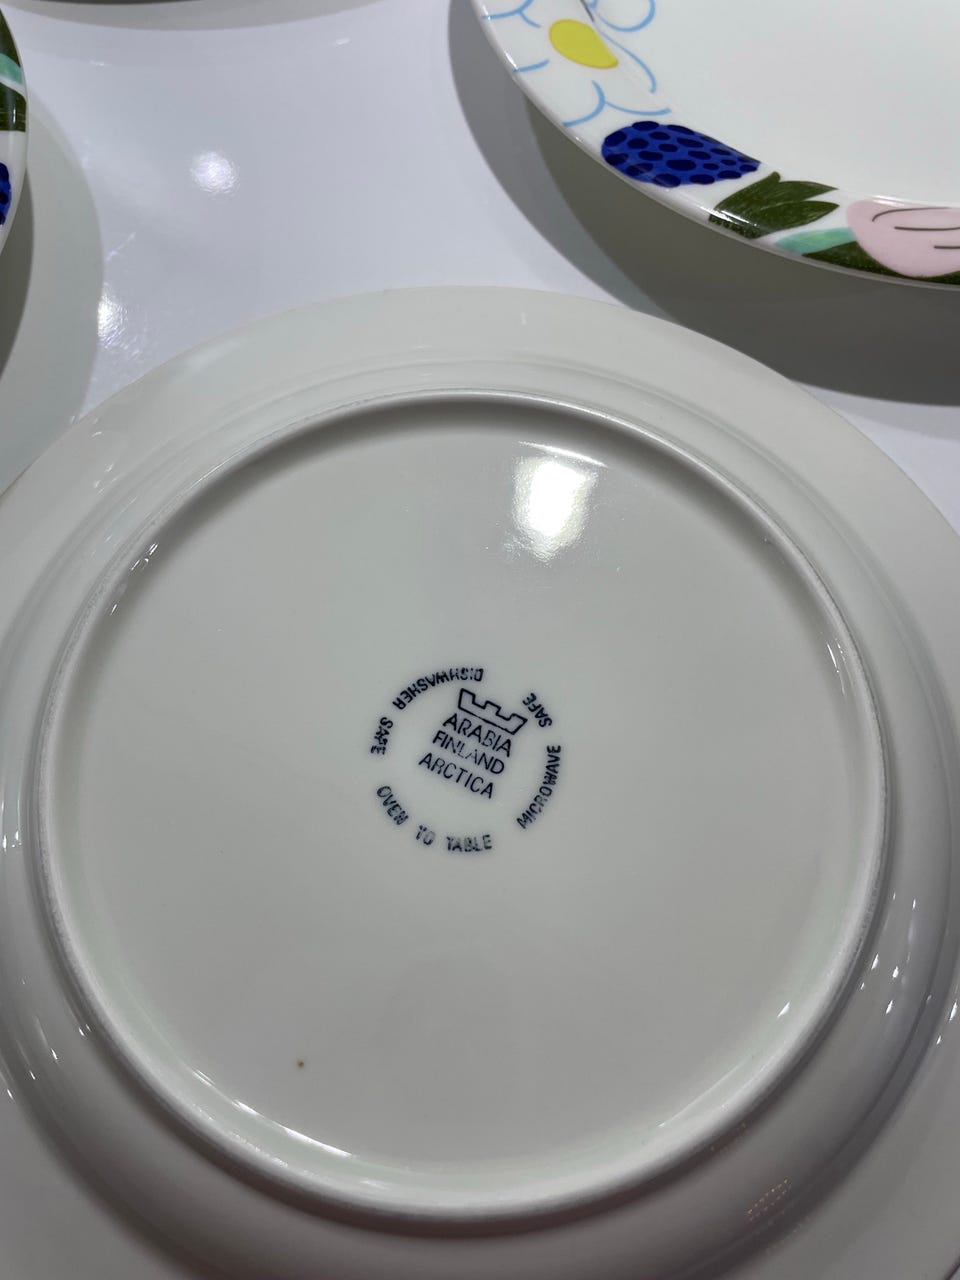 ARABIA
FINLAND
ARCTICA
DISHWASHER SAFE
OVEN TO TABLE
MICROWAVE SAFE